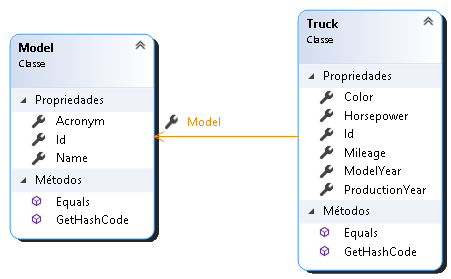 Model
Classe
Propriedades
Acronym
Id
Name
Métodos
Equals
GetHashCode
Model
Truck
Classe
Propriedades
Color
Horsepower
Id
Mileage
ModelYear
ProductionYear
Métodos
Equals
GetHashCode